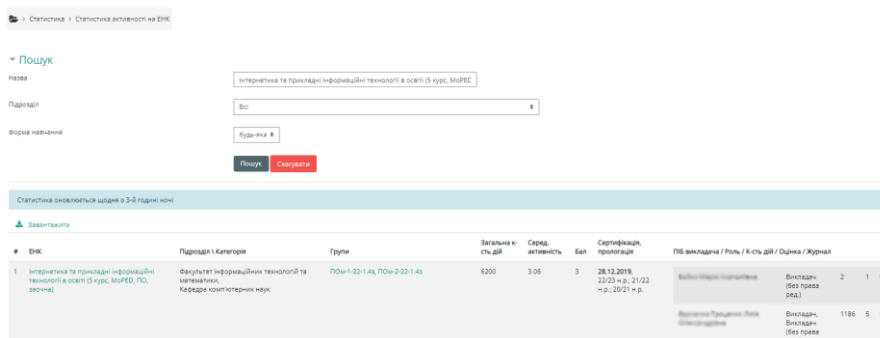 Статистика > Статистика активності на ЕНК
Пошук
Назва
Інтернетика та прикладні інформаційні технології в освіті (5 курс, МоРЕD
Підрозділ
Всі
Форма навчання
будь-яка
Пошук Скасувати
Статистика оновлюється щодня о 3-й годині ночі
Завантажити
# ЕНК Підрозділ \ Категорія Групи Загальна к-сть дій Серед. активність Бал Сертифікація, пролонгація ПІБ викладача / Роль / К-сть дій / Оцінка / Журнал
1 Інтернетика та прикладні інформаційні Факультет інформаційних технологій та ПОм-1-22-1.4з, ПОм-2-22-1.4з 6200 3.06 3 28.12.2019, Викладач 2 1
технології в освіті (5 курс, МоРЕD, ПО, математики, 22/23 н.р.; 21/22 (без права
заочна) Кафедра комп'ютерних наук н.р.; 20/21 н.р. ред.)
Викладач, 1186 5
Викладач
(без права